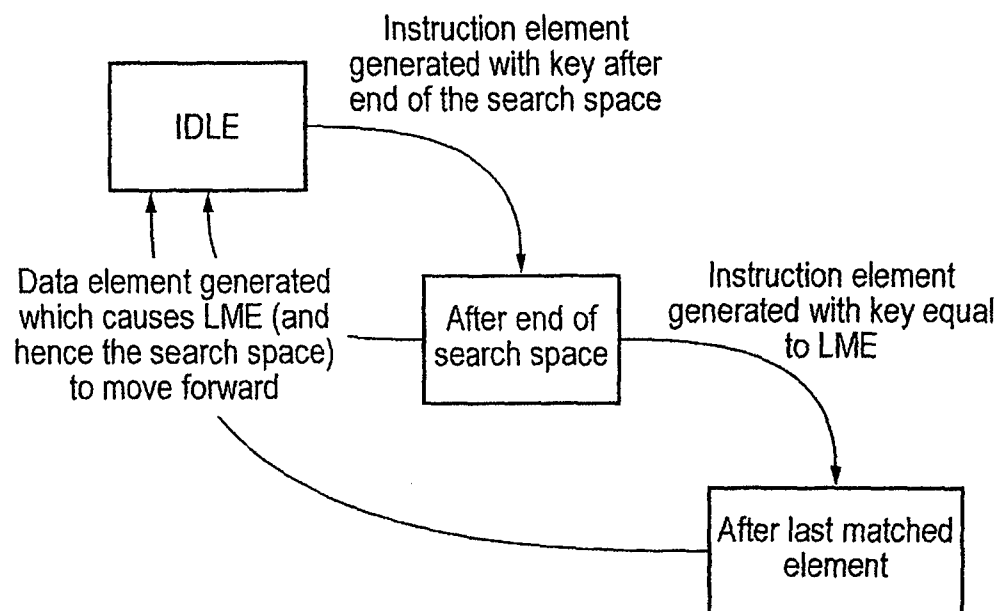 Instruction element
generated with key after
end of the search space
IDLE
Data element generated
which causes LME (and
hence the search space)
to move forward
After end of
search space
Instruction element
generated with key equal
to LME
After last matched
element